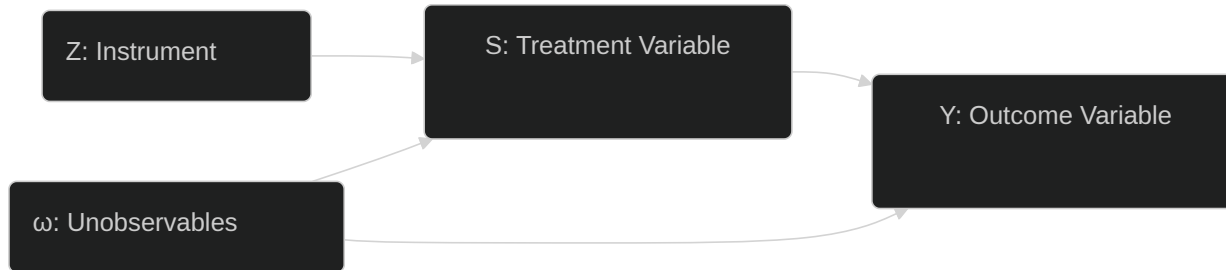 Z: Instrument
S: Treatment Variable
Y: Outcome Variable
ω: Unobservables